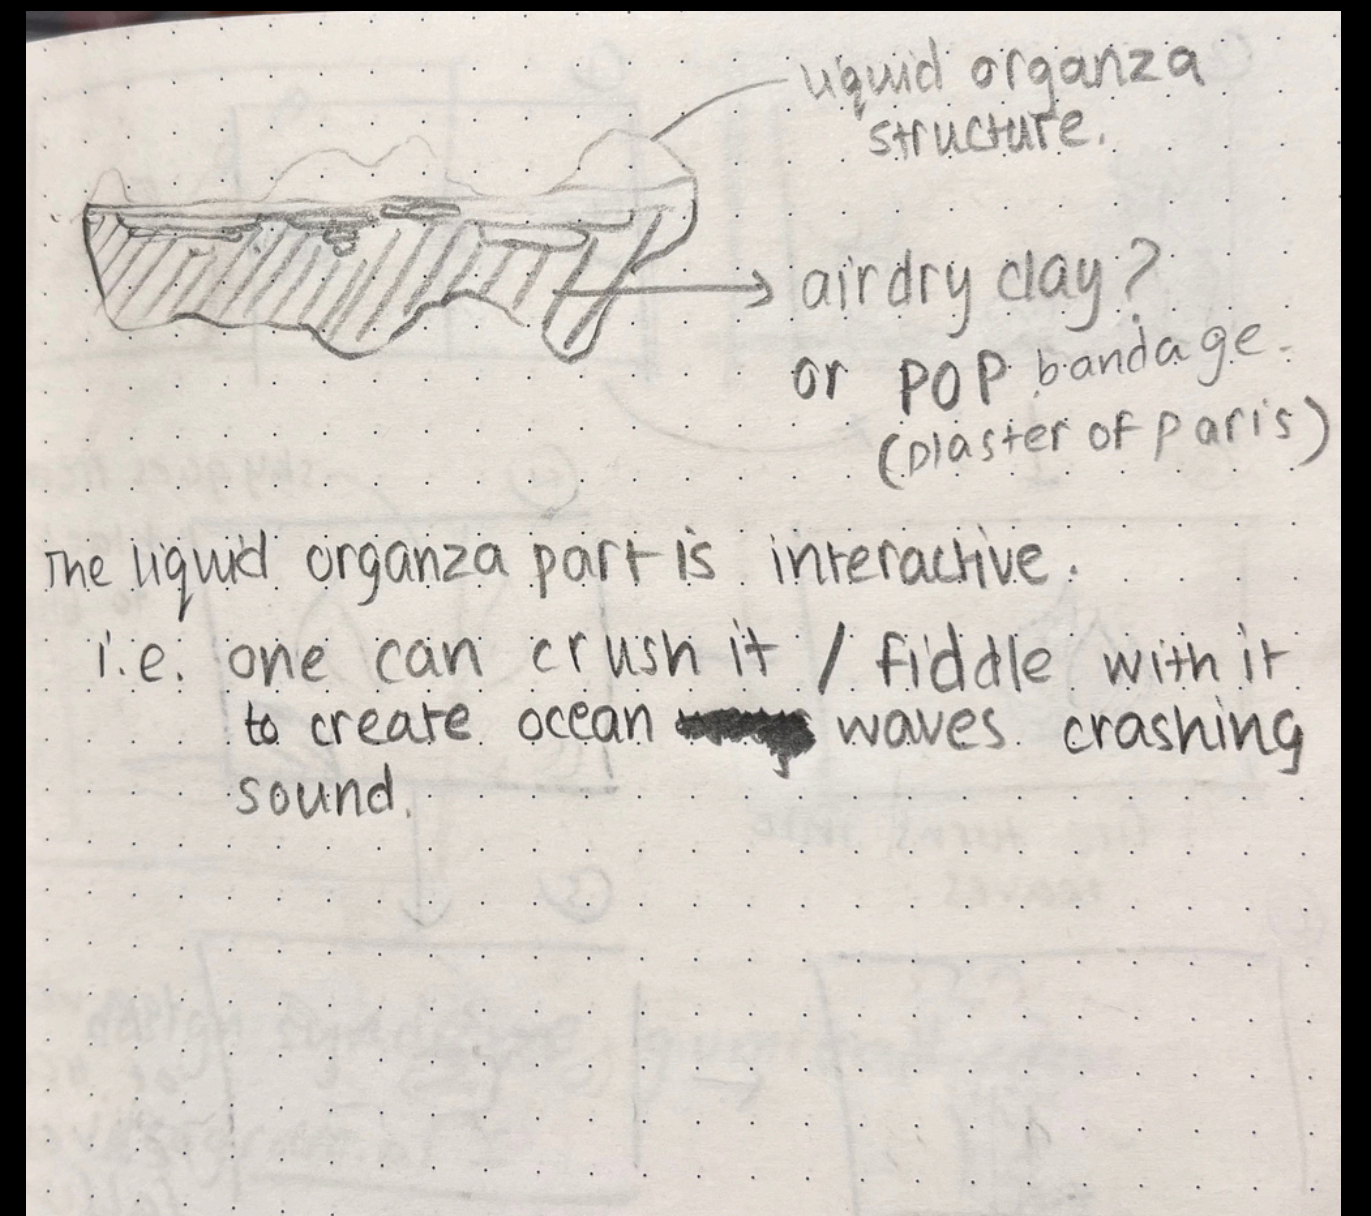 liquid organza
structure.
airdry clay?
or POP bandage.
(plaster of paris)
The liquid organza part is interactive.
i.e. one can crush it / fiddle with it
to create ocean waves crashing
sound.